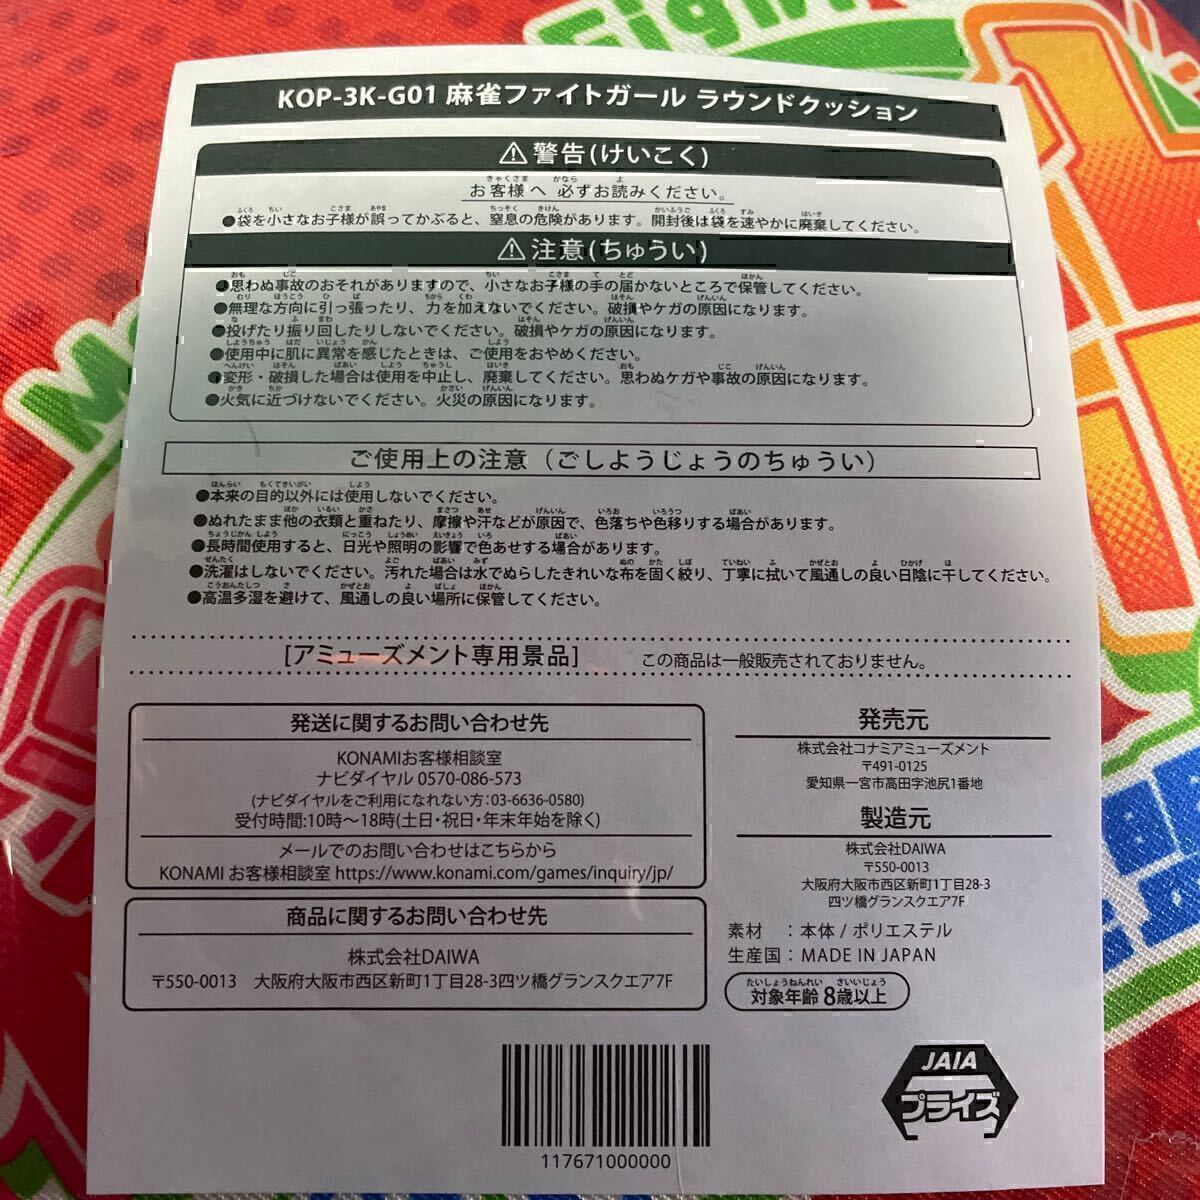 Fight
KOP-3K-G01 麻雀ファイトガール ラウンドクッション
⚠警告(けいこく)
お客様へ 必ずお読みください。
●袋を小さなお子様が誤ってかぶると、窒息の危険があります。開封後は袋を速やかに廃棄してください。
⚠注意(ちゅうい)
●思わぬ事故のおそれがありますので、小さなお子様の手の届かないところで保管してください。
●無理な方向に引っ張ったり、力を加えないでください。破損やケガの原因になります。
●投げたり振り回したりしないでください。破損やケガの原因になります。
●使用中に肌に異常を感じたときは、ご使用をおやめください。
●変形・破損した場合は使用を中止し、廃棄してください。思わぬケガや事故の原因になります。
●火気に近づけないでください。火災の原因になります。
ご使用上の注意（ごしようじょうのちゅうい）
●本来の目的以外には使用しないでください。
●ぬれたまま他の衣類と重ねたり、摩擦や汗などが原因で、色落ちや色移りする場合があります。
●長時間使用すると、日光や照明の影響で色あせする場合があります。
●洗濯はしないでください。汚れた場合は水でぬらしたきれいな布を固く絞り、丁寧に拭いて風通しの良い日陰に干してください。
●高温多湿を避けて、風通しの良い場所に保管してください。
[アミューズメント専用景品] この商品は一般販売されておりません。
発送に関するお問い合わせ先
KONAMIお客様相談室
ナビダイヤル 0570-086-573
(ナビダイヤルをご利用になれない方：03-6636-0580)
受付時間:10時～18時(土日・祝日・年末年始を除く)
メールでのお問い合わせはこちらから
KONAMI お客様相談室 https://www.konami.com/games/inquiry/jp/
商品に関するお問い合わせ先
株式会社DAIWA
〒550-0013 大阪府大阪市西区新町1丁目28-3四ツ橋グランスクエア7F
発売元
株式会社コナミアミューズメント
〒491-0125
愛知県一宮市高田字池尻1番地
製造元
株式会社DAIWA
〒550-0013
大阪府大阪市西区新町1丁目28-3
四ツ橋グランスクエア7F
素材 ：本体 / ポリエステル
生産国：MADE IN JAPAN
たいしょうねんれい さいいじょう
対象年齢 8歳以上
117671000000
JAIA
プライズ